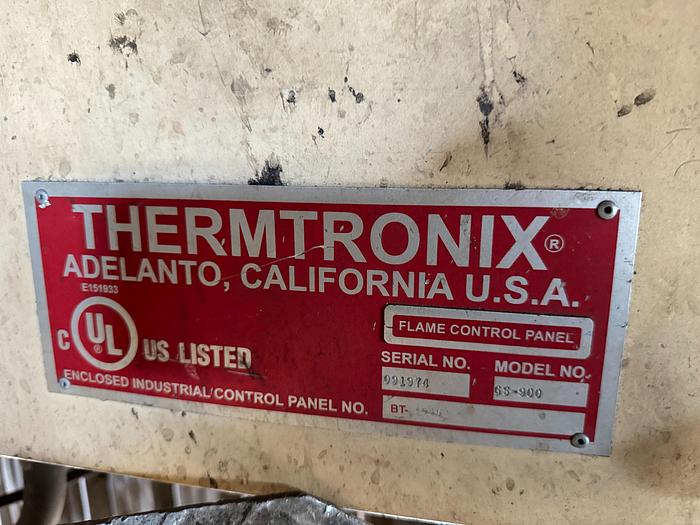 THERMTRONIX®
ADELANTO, CALIFORNIA U.S.A.
E151933
C UL® US LISTED
FLAME CONTROL PANEL
SERIAL NO. MODEL NO.
091974 GS-900
ENCLOSED INDUSTRIAL/CONTROL PANEL NO. BT-